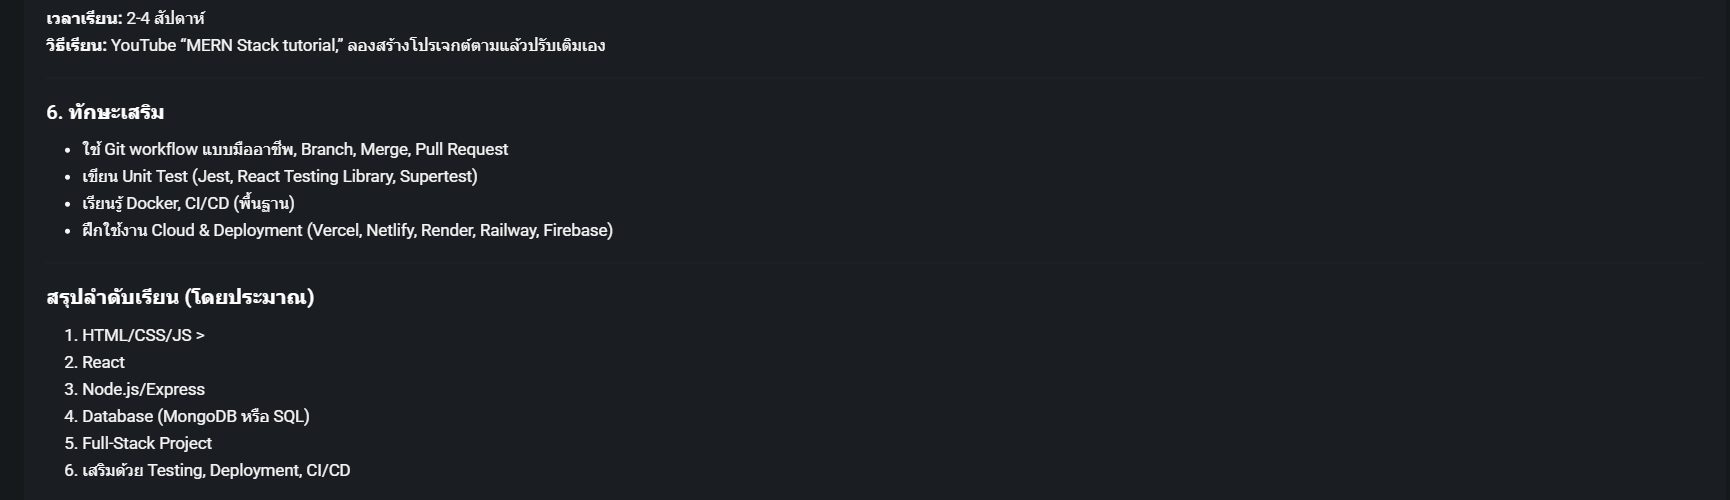 เวลาเรียน: 2-4 สัปดาห์
วิธีเรียน: YouTube “MERN Stack tutorial,” ลองสร้างโปรเจกต์ตามแล้วปรับเติมเอง
6. ทักษะเสริม
• ใช้ Git workflow แบบมืออาชีพ, Branch, Merge, Pull Request
• เขียน Unit Test (Jest, React Testing Library, Supertest)
• เรียนรู้ Docker, CI/CD (พื้นฐาน)
• ฝึกใช้งาน Cloud & Deployment (Vercel, Netlify, Render, Railway, Firebase)
สรุปลำดับเรียน (โดยประมาณ)
1. HTML/CSS/JS >
2. React
3. Node.js/Express
4. Database (MongoDB หรือ SQL)
5. Full-Stack Project
6. เสริมด้วย Testing, Deployment, CI/CD